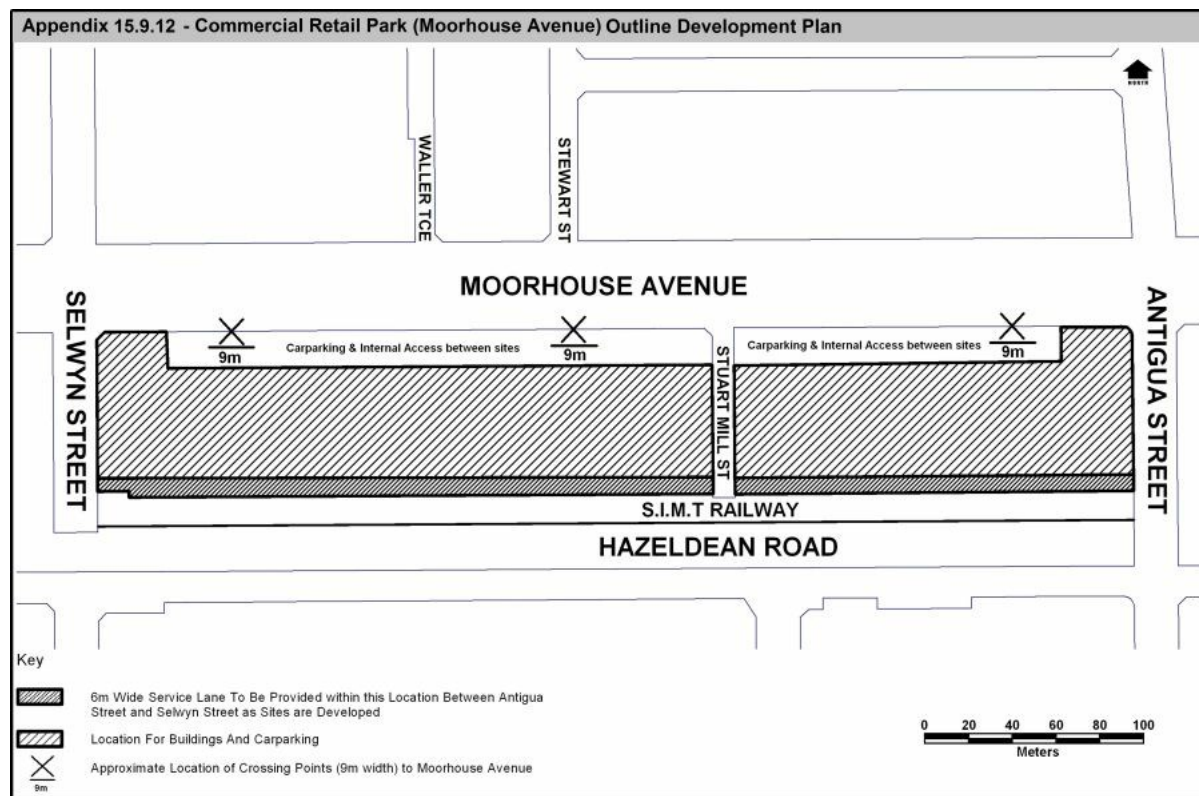 Appendix 15.9.12 - Commercial Retail Park (Moorhouse Avenue) Outline Development Plan
NORTH
WALLER TCE
STEWART ST
MOORHOUSE AVENUE
SELWYN STREET
ANTIGUA STREET
9m
Carparking & Internal Access between sites
9m
STUART MILL ST
Carparking & Internal Access between sites
9m
S.I.M.T RAILWAY
HAZELDEAN ROAD
Key
6m Wide Service Lane To Be Provided within this Location Between Antigua
Street and Selwyn Street as Sites are Developed
Location For Buildings And Carparking
9m
Approximate Location of Crossing Points (9m width) to Moorhouse Avenue
0 20 40 60 80 100
Meters